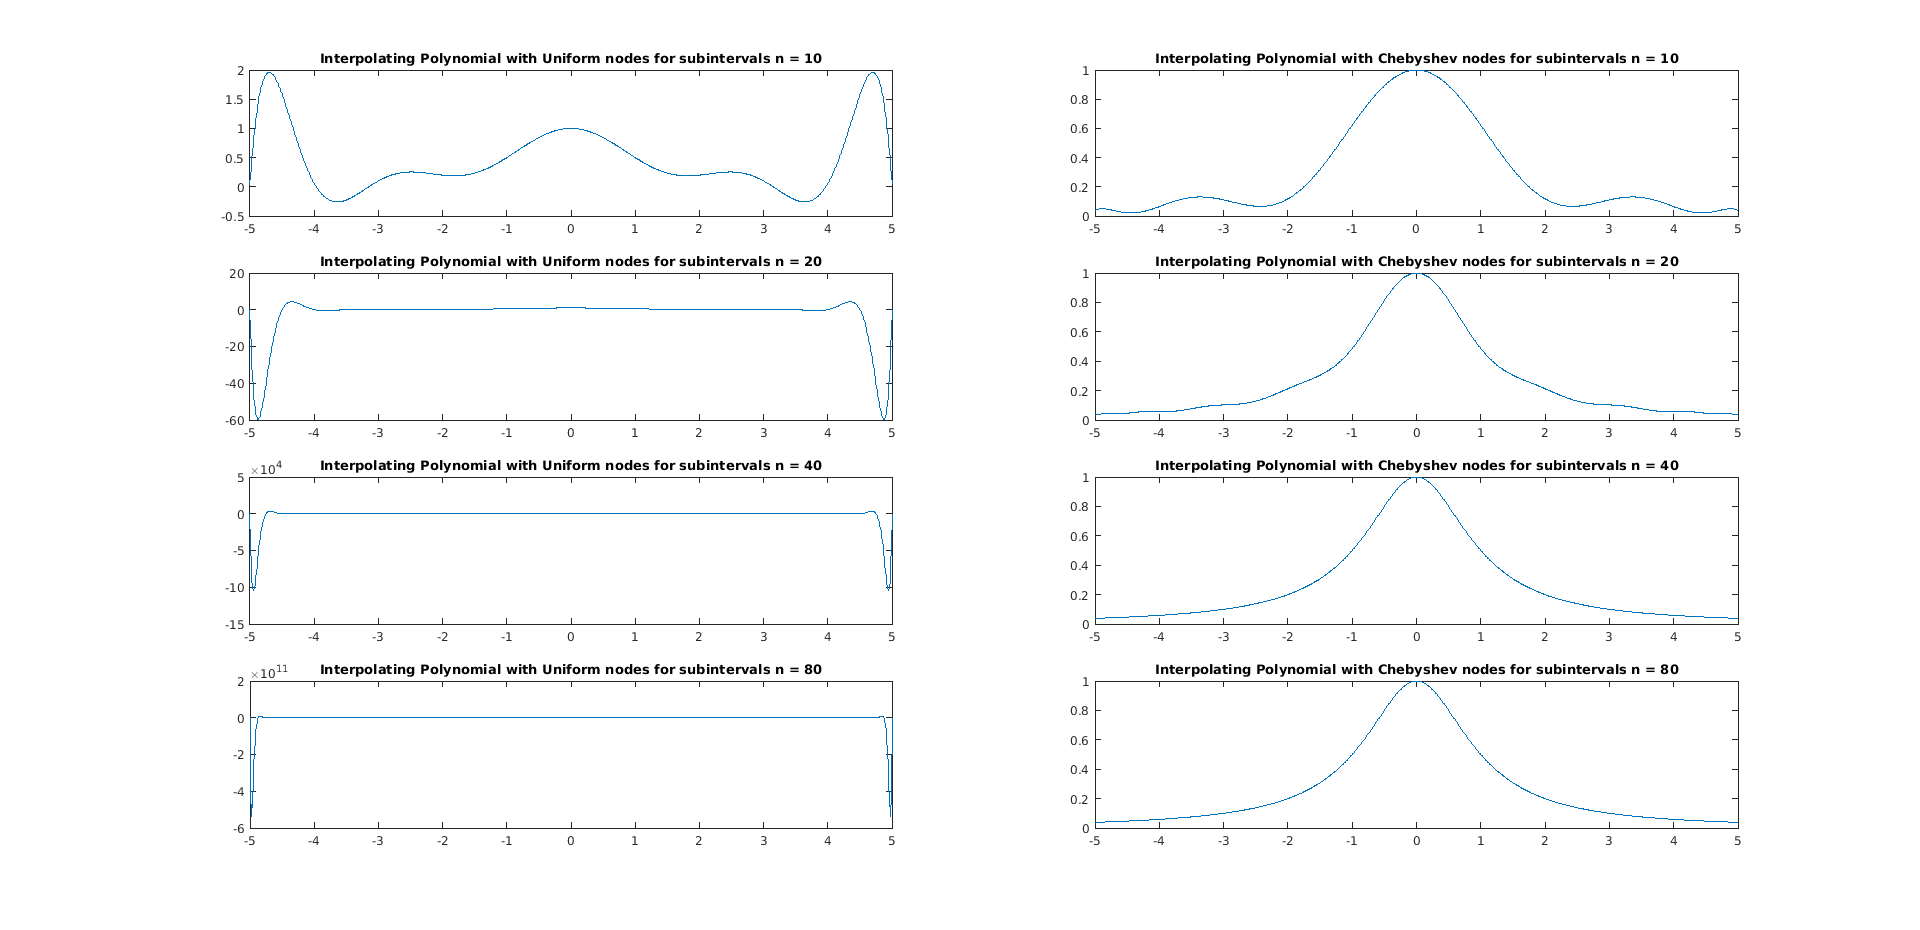 Interpolating Polynomial with Uniform nodes for subintervals n = 10
2
1.5
1
0.5
0
-0.5
-5 -4 -3 -2 -1 0 1 2 3 4 5
Interpolating Polynomial with Chebyshev nodes for subintervals n = 10
1
0.8
0.6
0.4
0.2
0
-5 -4 -3 -2 -1 0 1 2 3 4 5
Interpolating Polynomial with Uniform nodes for subintervals n = 20
20
0
-20
-40
-60
-5 -4 -3 -2 -1 0 1 2 3 4 5
Interpolating Polynomial with Chebyshev nodes for subintervals n = 20
1
0.8
0.6
0.4
0.2
0
-5 -4 -3 -2 -1 0 1 2 3 4 5
×10⁴ Interpolating Polynomial with Uniform nodes for subintervals n = 40
5
0
-5
-10
-15
-5 -4 -3 -2 -1 0 1 2 3 4 5
Interpolating Polynomial with Chebyshev nodes for subintervals n = 40
1
0.8
0.6
0.4
0.2
0
-5 -4 -3 -2 -1 0 1 2 3 4 5
×10¹¹ Interpolating Polynomial with Uniform nodes for subintervals n = 80
2
0
-2
-4
-6
-5 -4 -3 -2 -1 0 1 2 3 4 5
Interpolating Polynomial with Chebyshev nodes for subintervals n = 80
1
0.8
0.6
0.4
0.2
0
-5 -4 -3 -2 -1 0 1 2 3 4 5